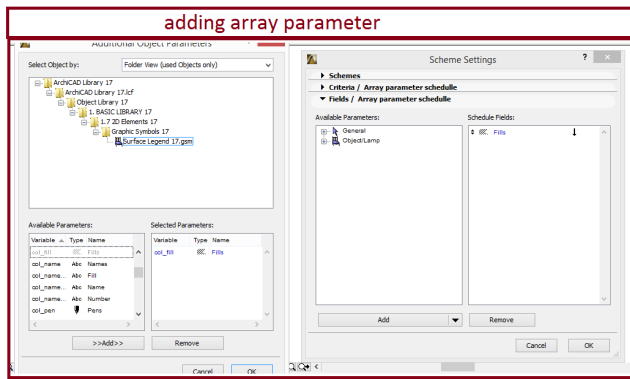 adding array parameter
Additional Object Parameters
Select Object by:
Folder View (used Objects only)
ArchiCAD Library 17
ArchiCAD Library 17.lcf
Object Library 17
1. BASIC LIBRARY 17
1.7 2D Elements 17
Graphic Symbols 17
Surface Legend 17.gsm
Available Parameters:
Variable Type Name
col_fill Fills
col_name Abc Names
col_name... Abc Fill
col_name... Abc Name
col_name... Abc Number
col_pen Pens
Selected Parameters:
Variable Type Name
col_fill Fills
>>Add>>
Remove
Cancel
OK
Scheme Settings
? ×
Schemes
Criteria / Array parameter schedulle
Fields / Array parameter schedulle
Available Parameters:
General
Object/Lamp
Schedule Fields:
Fills
Add
Remove
Cancel
OK